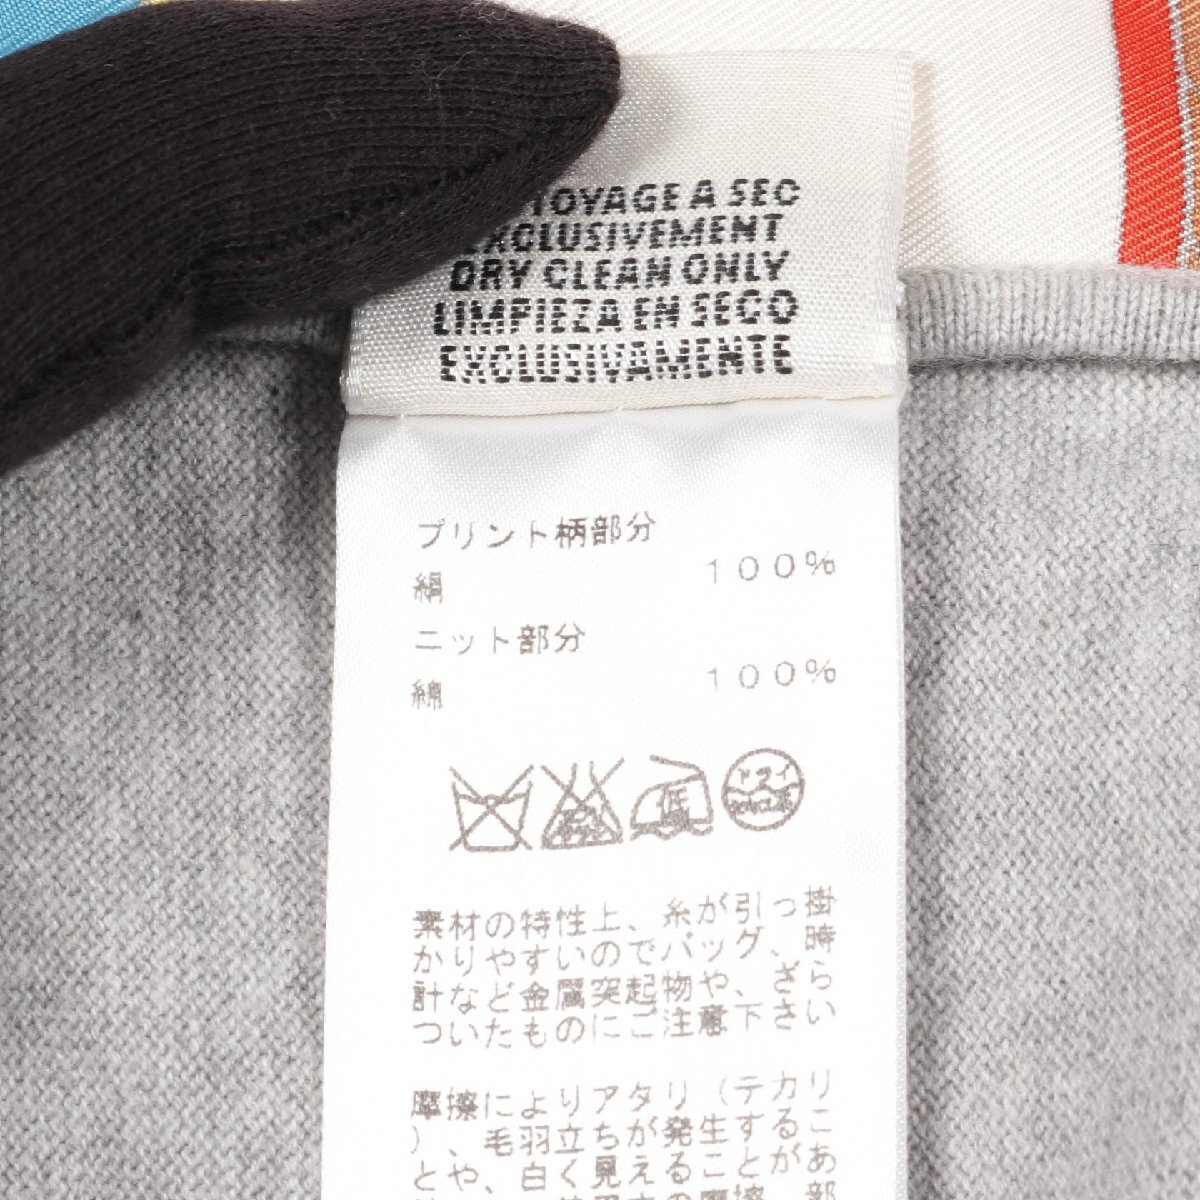 TOYAGE A SEC
EXCLUSIVEMENT
DRY CLEAN ONLY
LIMPIEZA EN SECO
EXCLUSIVAMENTE
プリント柄部分
絹 100%
ニット部分
綿 100%
低 ドライ
素材の特性上、糸が引っ掛
かりやすいのでバッグ、時
計など金属突起物や、ざら
ついたものにご注意下さい
摩擦によりアタリ(テカリ
)、毛羽立ちが発生するこ
とや、白く見えることがあ